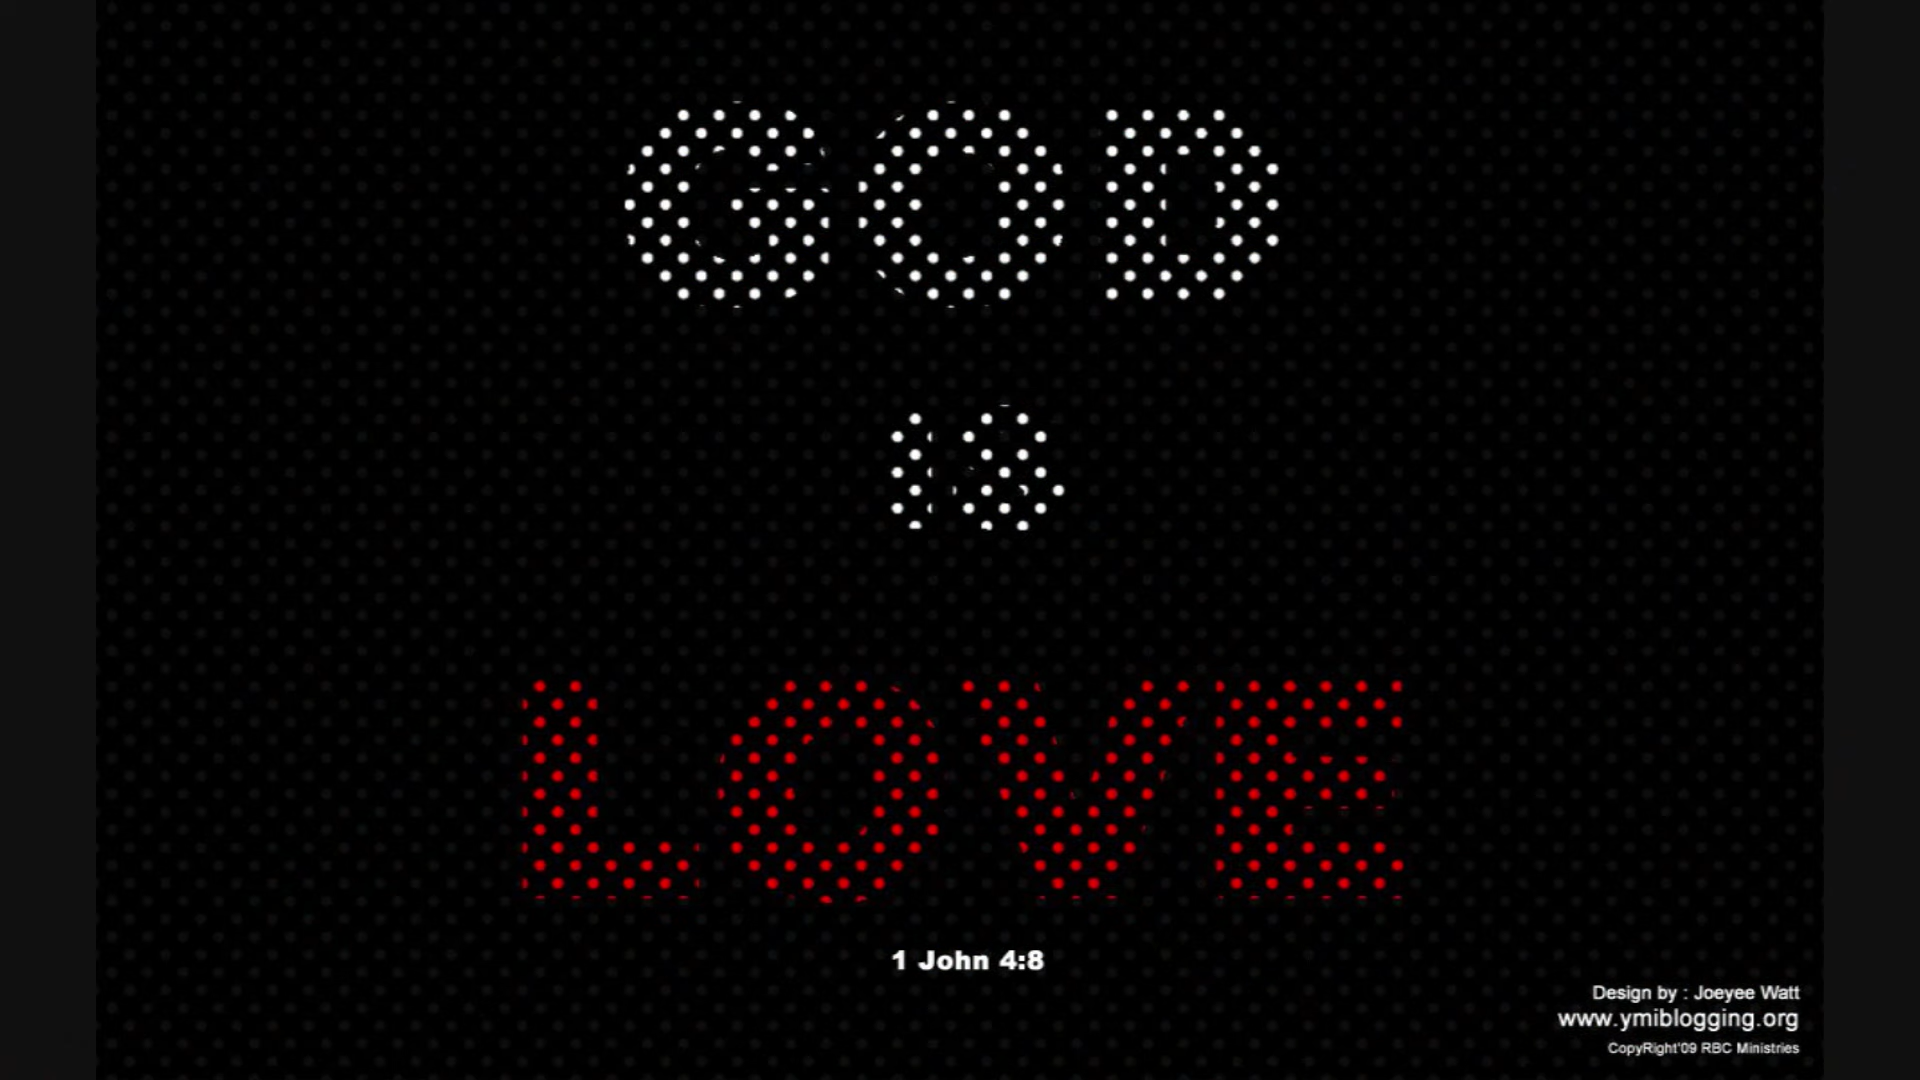 GOD
is
LOVE
1 John 4:8
Design by : Joeyee Watt
www.ymiblogging.org
CopyRight'09 RBC Ministries